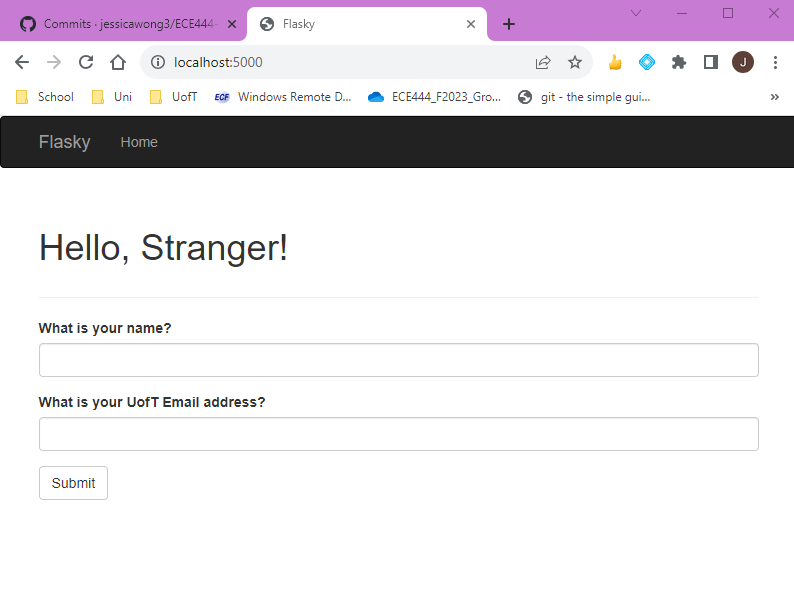 Commits · jessicawong3/ECE444-
Flasky
localhost:5000
J
School Uni UofT ECF Windows Remote D... ECE444_F2023_Gro... git - the simple gui... »
Flasky Home
Hello, Stranger!
What is your name?
What is your UofT Email address?
Submit